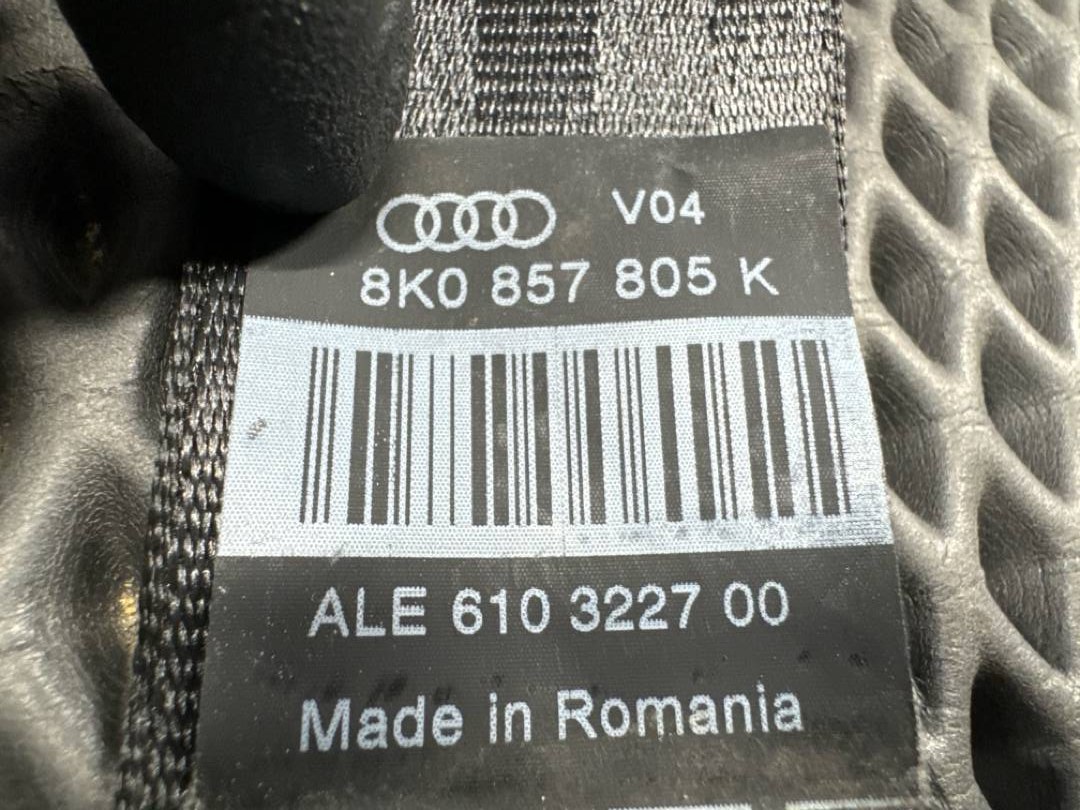 V04
8K0 857 805 K
ALE 610 3227 00
Made in Romania